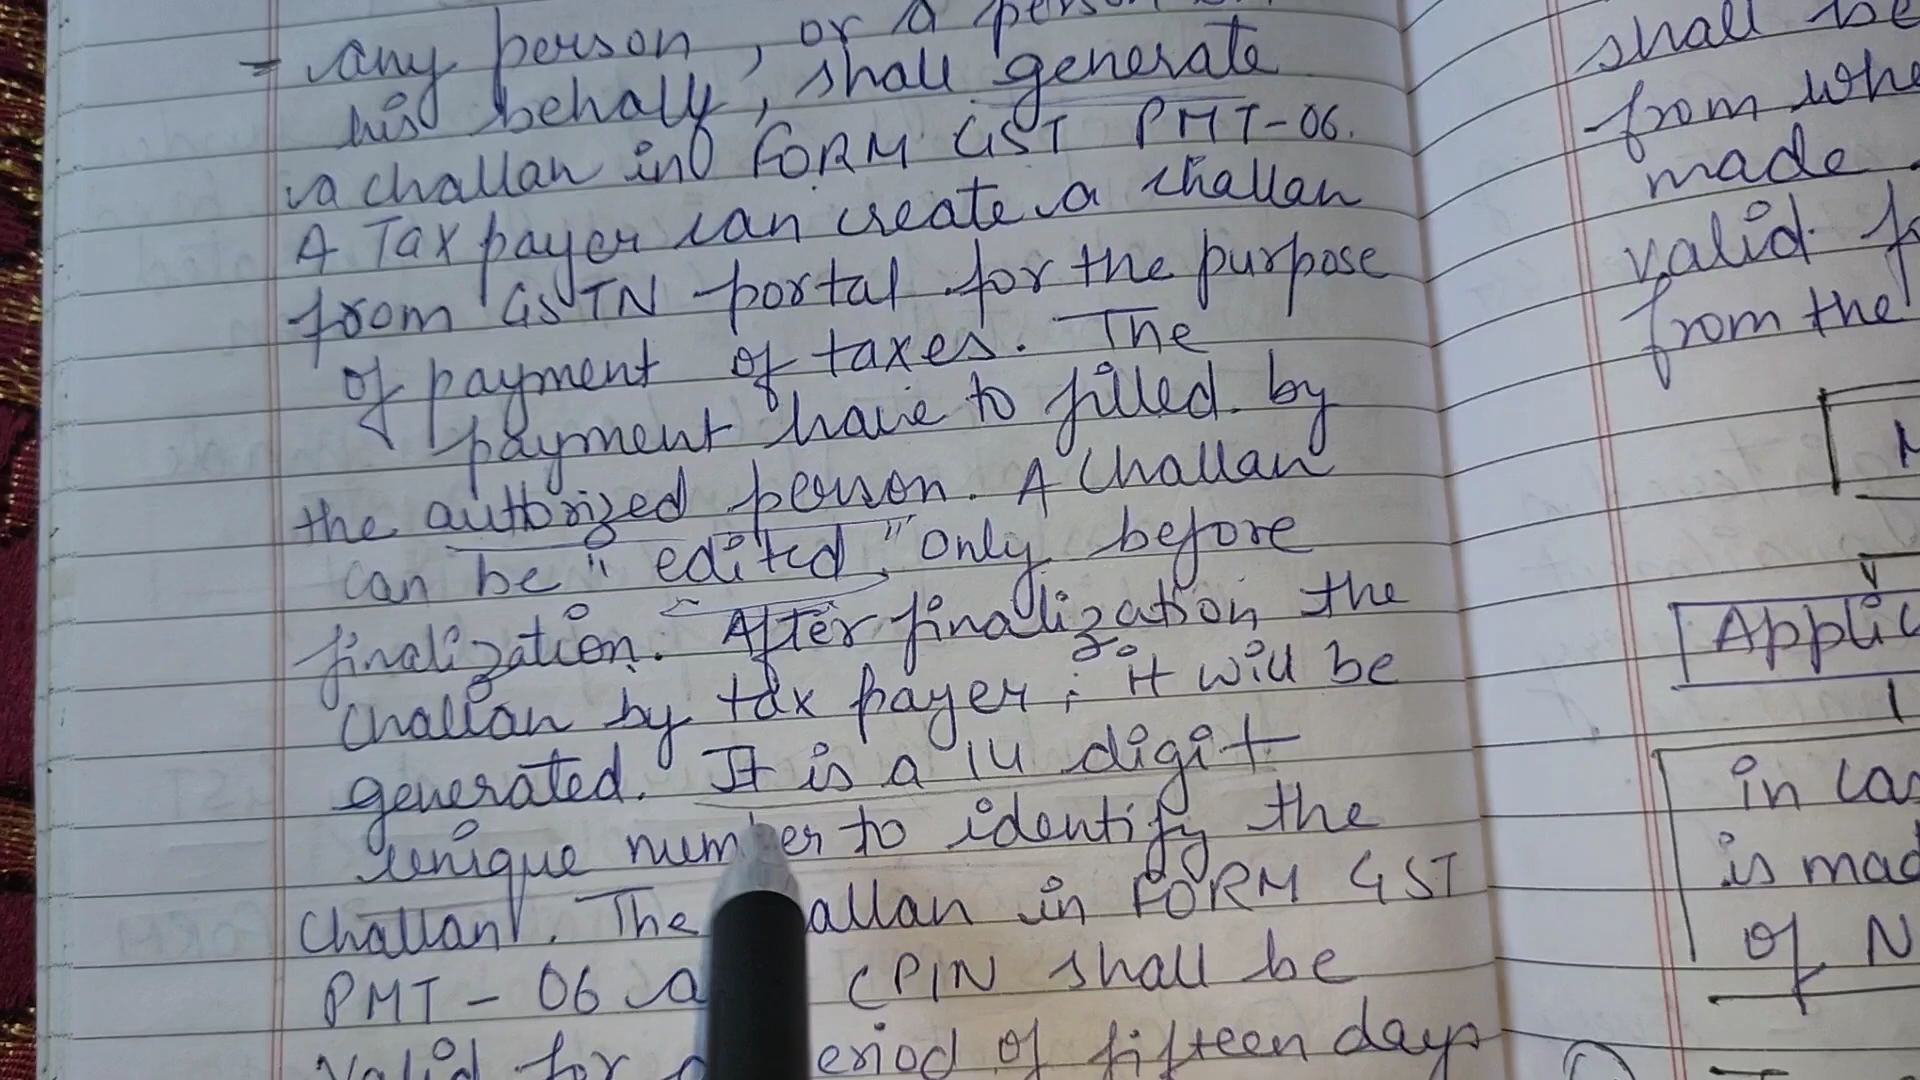 any person, or a person
his behalf, shall generate
a challan in FORM GST PMT-06.
A Tax payer can create a challan
from GSTN portal for the purpose
of payment of taxes. The
payment have to filled by
the authorized person. A Challan
can be "edited" only before
finalization. After finalization the
challan by tax payer, it will be
generated. It is a 14 digit
unique number to identify the
Challan. The allan in FORM GST
PMT-06 a CPIN shall be
Valid for eriod of fifteen days
shall be
from whe
made
valid f
from the
Applic
in cas
is mad
of N